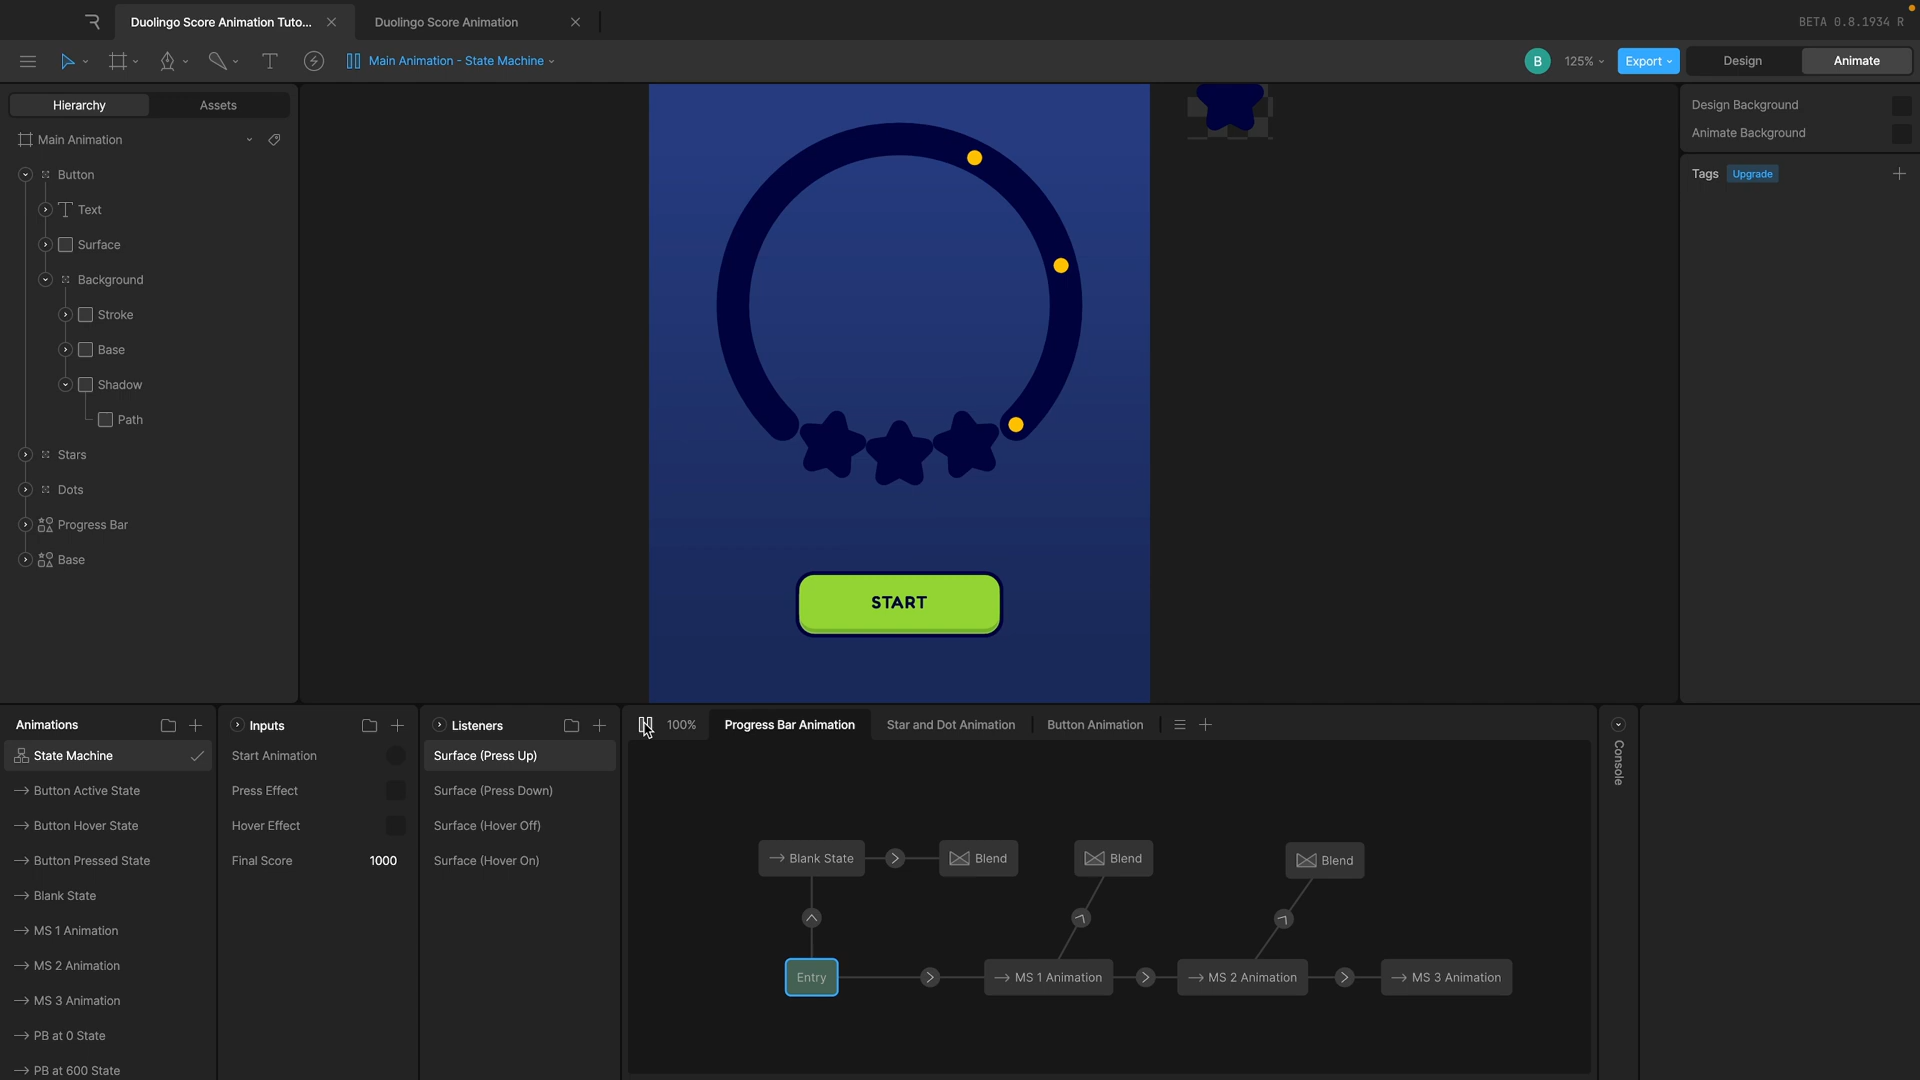 Duolingo Score Animation Tuto...
Duolingo Score Animation
BETA 0.8.1934 R
Main Animation - State Machine
B
125%
Export
Design
Animate
Hierarchy
Assets
Main Animation
Button
Text
Surface
Background
Stroke
Base
Shadow
Path
Stars
Dots
Progress Bar
Base
START
Design Background
Animate Background
Tags
Upgrade
Animations
State Machine
Button Active State
Button Hover State
Button Pressed State
Blank State
MS 1 Animation
MS 2 Animation
MS 3 Animation
PB at 0 State
PB at 600 State
Inputs
Start Animation
Press Effect
Hover Effect
Final Score 1000
Listeners
Surface (Press Up)
Surface (Press Down)
Surface (Hover Off)
Surface (Hover On)
100%
Progress Bar Animation
Star and Dot Animation
Button Animation
Blank State
Blend
Blend
Blend
Entry
MS 1 Animation
MS 2 Animation
MS 3 Animation
Console